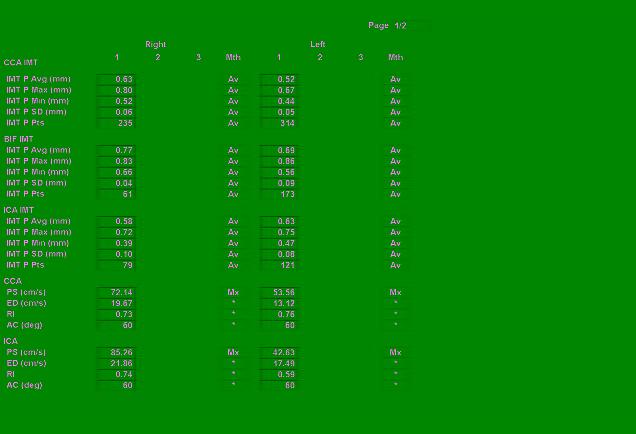 Page 1/2
Right Left
1 2 3 Mth 1 2 3 Mth
CCA IMT
IMT P Avg (mm) 0.63 Av 0.52 Av
IMT P Max (mm) 0.80 Av 0.67 Av
IMT P Min (mm) 0.52 Av 0.44 Av
IMT P SD (mm) 0.06 Av 0.05 Av
IMT P Pts 235 Av 314 Av
BIF IMT
IMT P Avg (mm) 0.77 Av 0.69 Av
IMT P Max (mm) 0.83 Av 0.86 Av
IMT P Min (mm) 0.66 Av 0.56 Av
IMT P SD (mm) 0.04 Av 0.09 Av
IMT P Pts 61 Av 173 Av
ICA IMT
IMT P Avg (mm) 0.58 Av 0.63 Av
IMT P Max (mm) 0.72 Av 0.75 Av
IMT P Min (mm) 0.39 Av 0.47 Av
IMT P SD (mm) 0.10 Av 0.08 Av
IMT P Pts 79 Av 121 Av
CCA
PS (cm/s) 72.14 Mx 53.56 Mx
ED (cm/s) 19.67 * 13.12 *
RI 0.73 * 0.76 *
AC (deg) 60 * 60 *
ICA
PS (cm/s) 85.26 Mx 42.63 Mx
ED (cm/s) 21.86 * 17.49 *
RI 0.74 * 0.59 *
AC (deg) 60 * 60 *